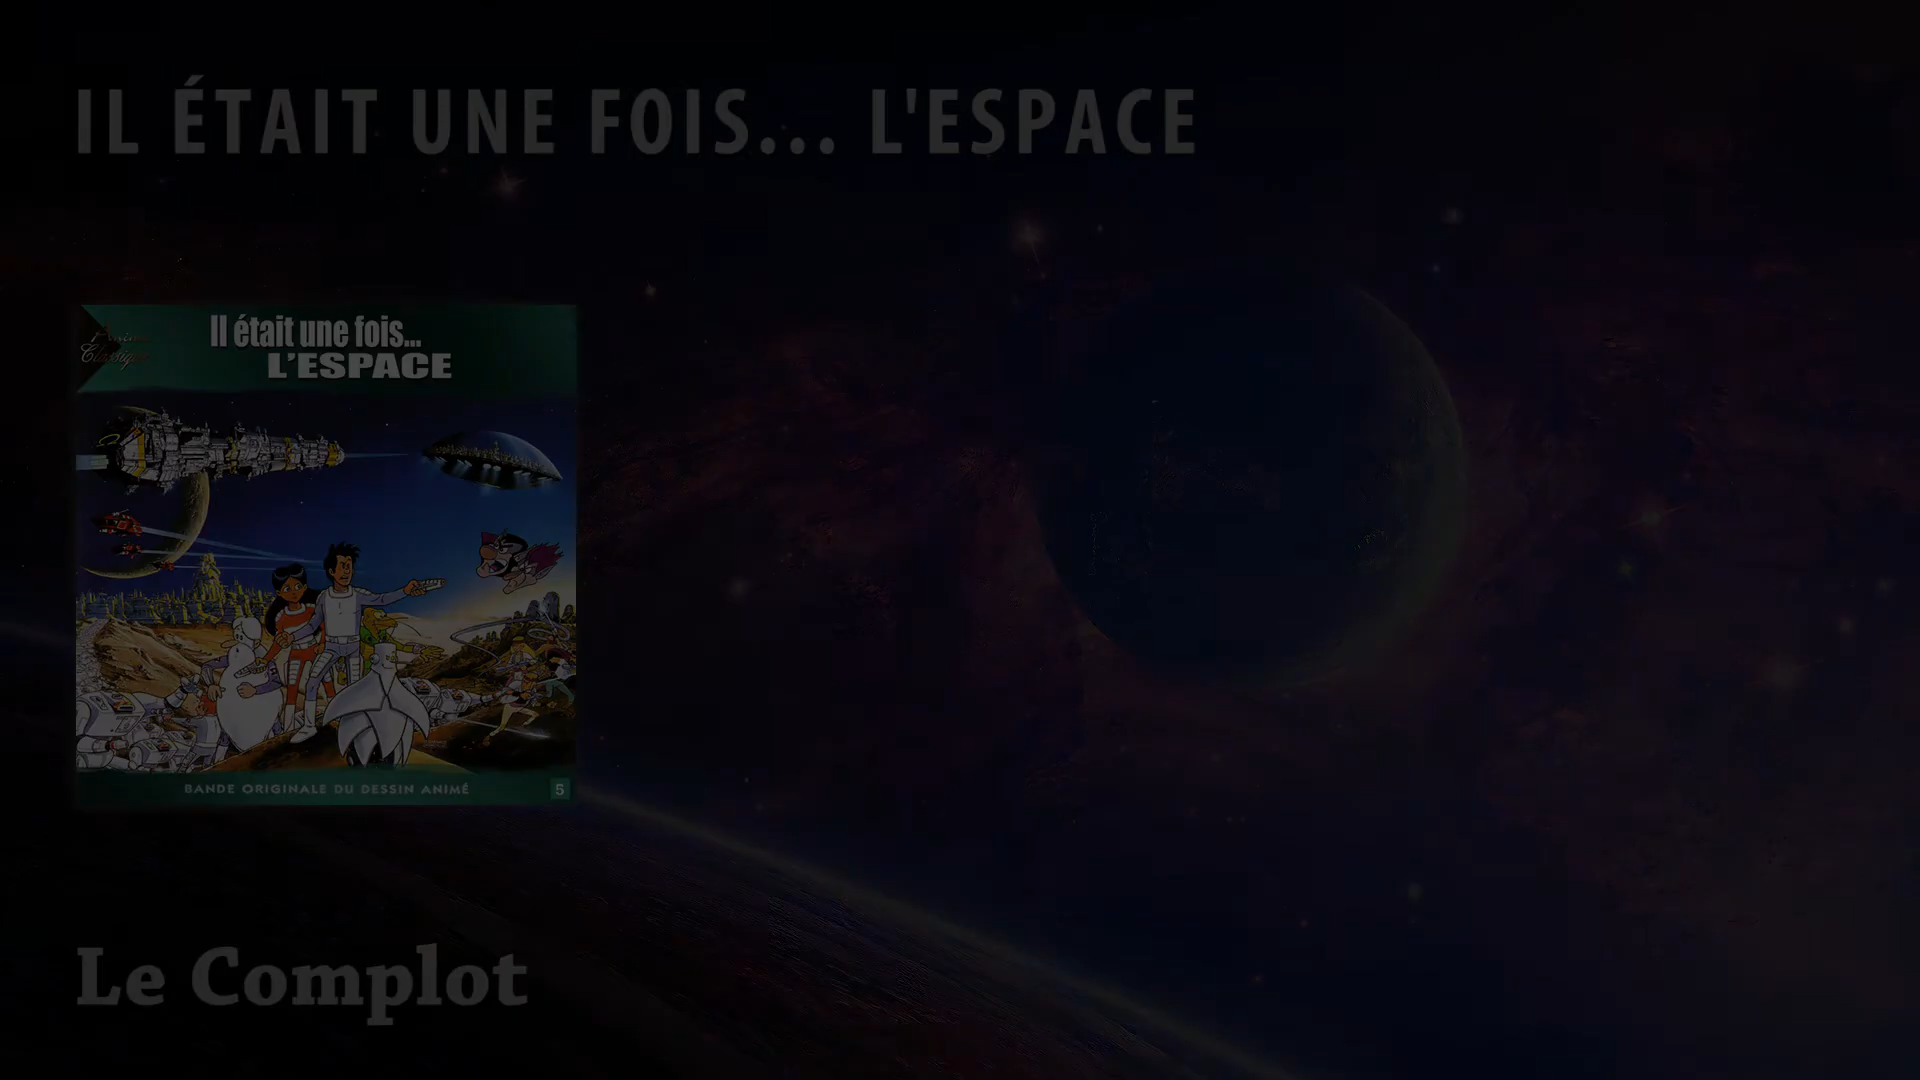 IL ÉTAIT UNE FOIS... L'ESPACE
Il était une fois...
L'ESPACE
BANDE ORIGINALE DU DESSIN ANIMÉ
5
Le Complot